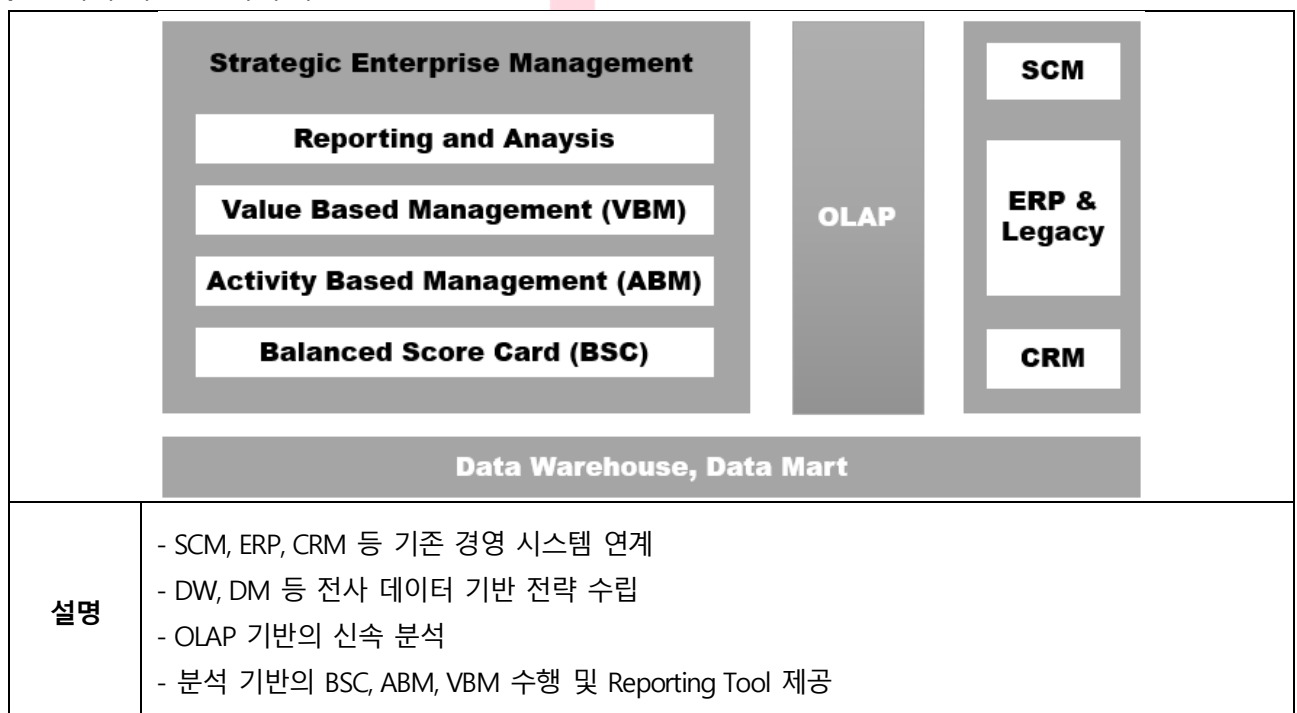 Strategic Enterprise Management
Reporting and Anaysis
Value Based Management (VBM)
Activity Based Management (ABM)
Balanced Score Card (BSC)
OLAP
SCM
ERP &
Legacy
CRM
Data Warehouse, Data Mart
설명
- SCM, ERP, CRM 등 기존 경영 시스템 연계
- DW, DM 등 전사 데이터 기반 전략 수립
- OLAP 기반의 신속 분석
- 분석 기반의 BSC, ABM, VBM 수행 및 Reporting Tool 제공